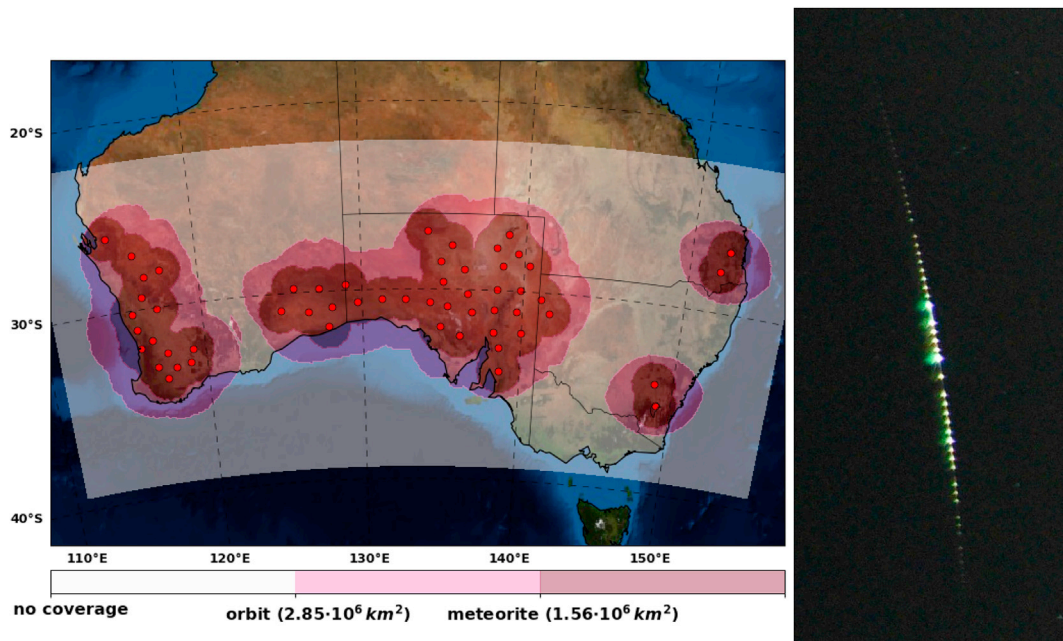 20°S
30°S
40°S
110°E 120°E 130°E 140°E 150°E
no coverage orbit (2.85·10⁶ km²) meteorite (1.56·10⁶ km²)